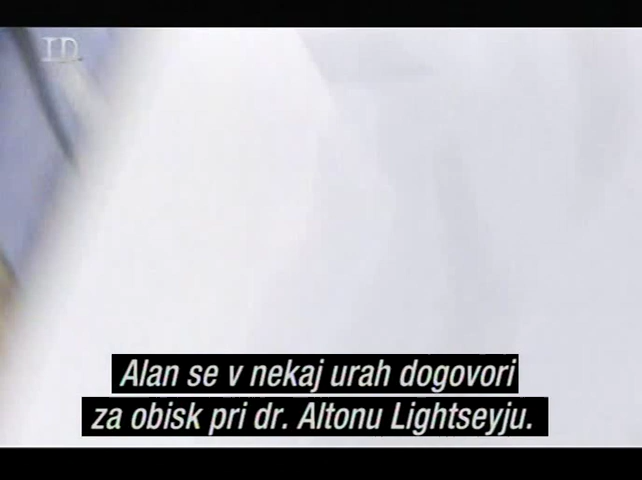 ID
Alan se v nekaj urah dogovori
za obisk pri dr. Altonu Lightseyju.